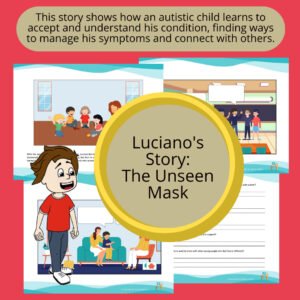 This story shows how an autistic child learns to
accept and understand his condition, finding ways
to manage his symptoms and connect with others.
Luciano's
Story:
The Unseen
Mask